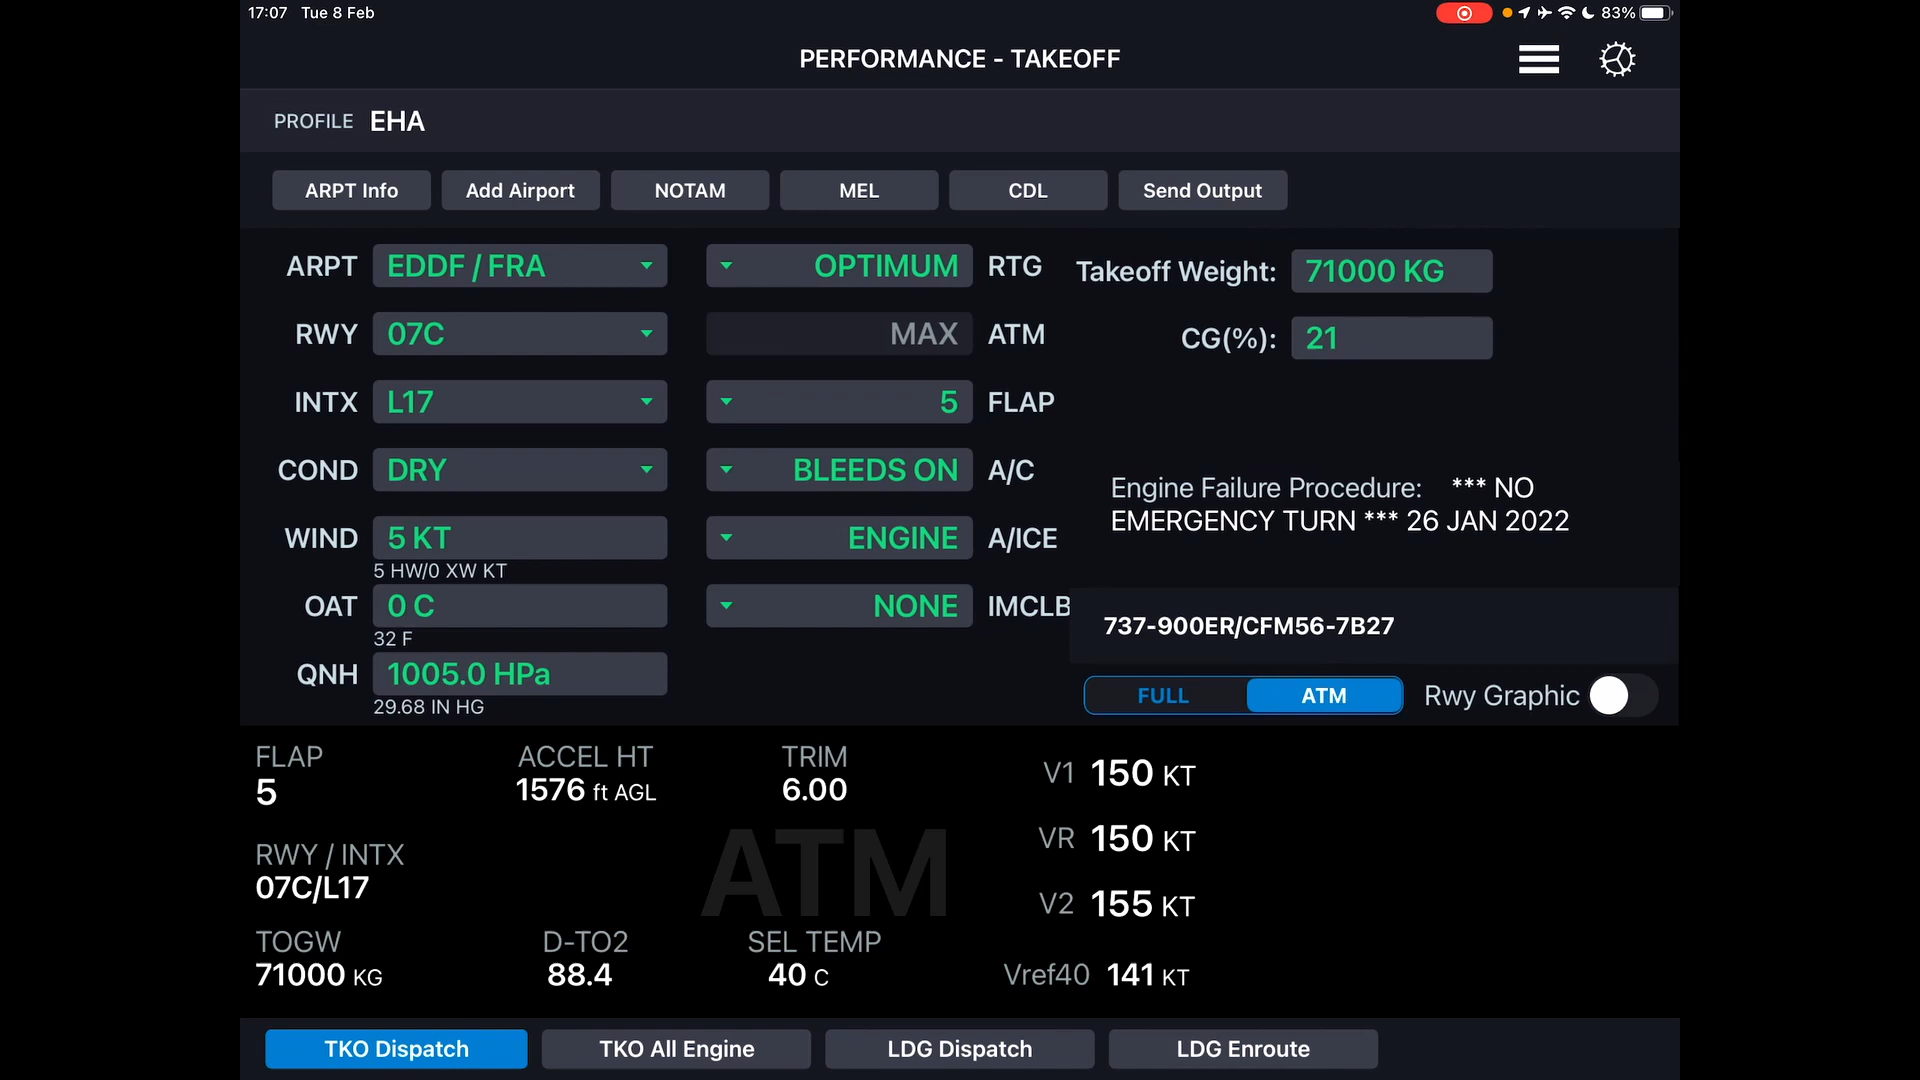 17:07 Tue 8 Feb
83%
PERFORMANCE - TAKEOFF
PROFILE EHA
ARPT Info
Add Airport
NOTAM
MEL
CDL
Send Output
ARPT EDDF / FRA
OPTIMUM RTG
Takeoff Weight: 71000 KG
RWY 07C
MAX ATM
CG(%): 21
INTX L17
5 FLAP
COND DRY
BLEEDS ON A/C
Engine Failure Procedure: *** NO
EMERGENCY TURN *** 26 JAN 2022
WIND 5 KT
5 HW/0 XW KT
ENGINE A/ICE
OAT 0 C
32 F
NONE IMCLB
737-900ER/CFM56-7B27
QNH 1005.0 HPa
29.68 IN HG
FULL
ATM
Rwy Graphic
FLAP
5
ACCEL HT
1576 ft AGL
TRIM
6.00
V1 150 KT
RWY / INTX
07C/L17
ATM
VR 150 KT
V2 155 KT
TOGW
71000 KG
D-TO2
88.4
SEL TEMP
40 C
Vref40 141 KT
TKO Dispatch
TKO All Engine
LDG Dispatch
LDG Enroute